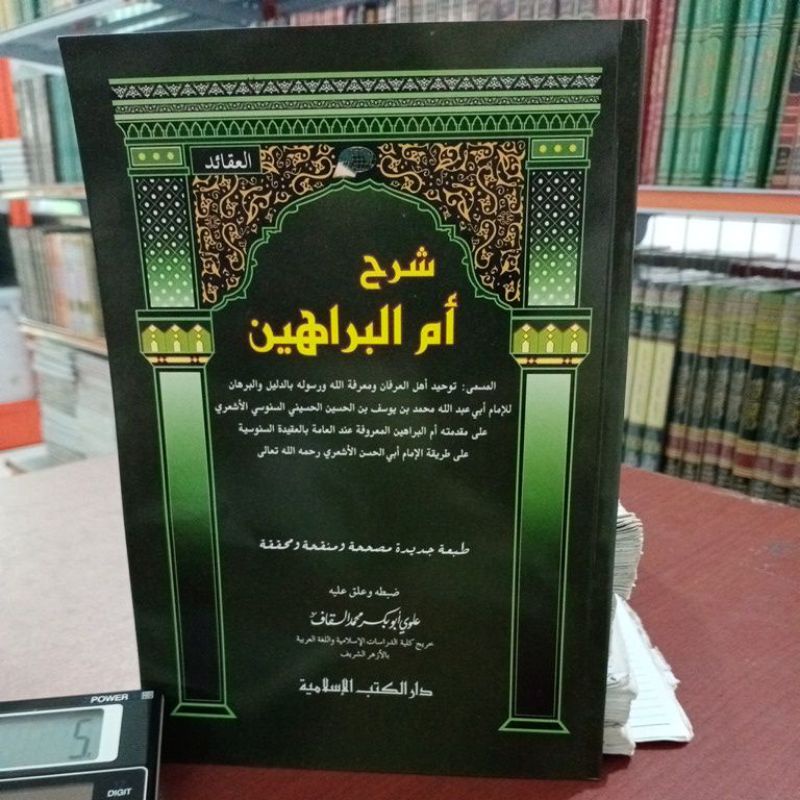 العقائد
شرح
أم البراهين
المسمى: توحيد أهل العرفان ومعرفة الله ورسوله بالدليل والبرهان
للإمام أبي عبد الله محمد بن يوسف بن الحسين الحسيني السنوسي الأشعري
على مقدمته أم البراهين المعروفة عند العامة بالعقيدة السنوسية
على طريقة الإمام أبي الحسن الأشعري رحمه الله تعالى
طبعة جديدة مصححة ومنقحة ومحققة
ضبطه وعلق عليه
علوي أبو بكر محمد السقاف
خريج كلية الدراسات الإسلامية واللغة العربية
بالأزهر الشريف
دار الكتب الإسلامية
POWER
5.
DIGIT